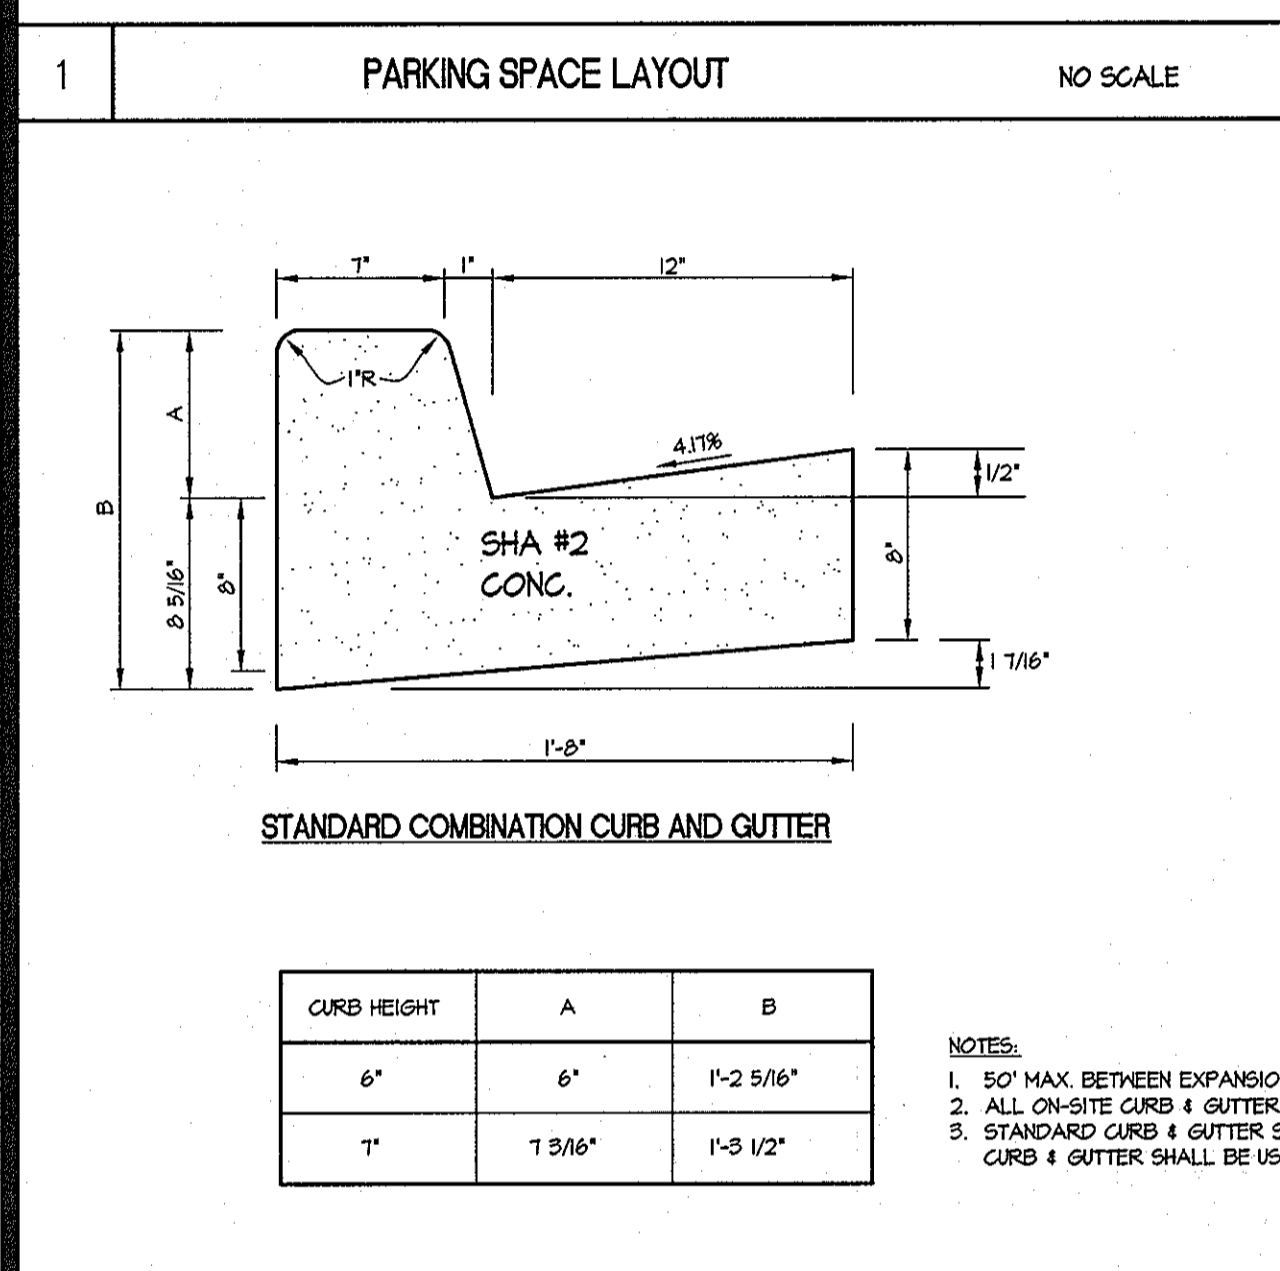 1
PARKING SPACE LAYOUT
NO SCALE
7"
1"
12"
1"R
A
B
4.17%
1/2"
SHA #2
CONC.
8"
8 5/16"
8"
1 7/16"
1'-8"
STANDARD COMBINATION CURB AND GUTTER
CURB HEIGHT A B
6" 6" 1'-2 5/16"
7" 7 3/16" 1'-3 1/2"
NOTES:
1. 50' MAX. BETWEEN EXPANSIO
2. ALL ON-SITE CURB & GUTTER
3. STANDARD CURB & GUTTER S
CURB & GUTTER SHALL BE US